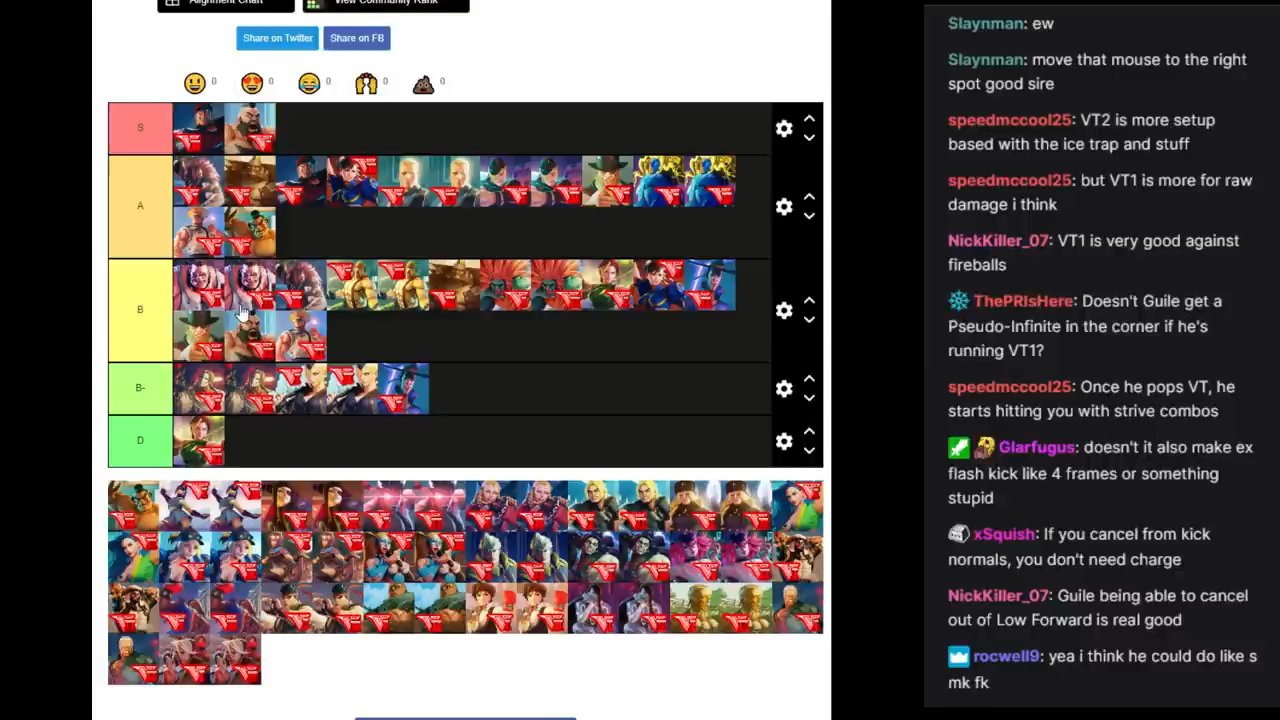 Alignment Chart
View Community Rank
Share on Twitter
Share on FB
0
0
0
0
0
S
A
B
B-
D
Slaynman: ew
Slaynman: move that mouse to the right
spot good sire
speedmccool25: VT2 is more setup
based with the ice trap and stuff
speedmccool25: but VT1 is more for raw
damage i think
NickKiller_07: VT1 is very good against
fireballs
ThePRIsHere: Doesn't Guile get a
Pseudo-Infinite in the corner if he's
running VT1?
speedmccool25: Once he pops VT, he
starts hitting you with strive combos
Glarfugus: doesn't it also make ex
flash kick like 4 frames or something
stupid
xSquish: If you cancel from kick
normals, you don't need charge
NickKiller_07: Guile being able to cancel
out of Low Forward is real good
rocwell9: yea i think he could do like s
mk fk